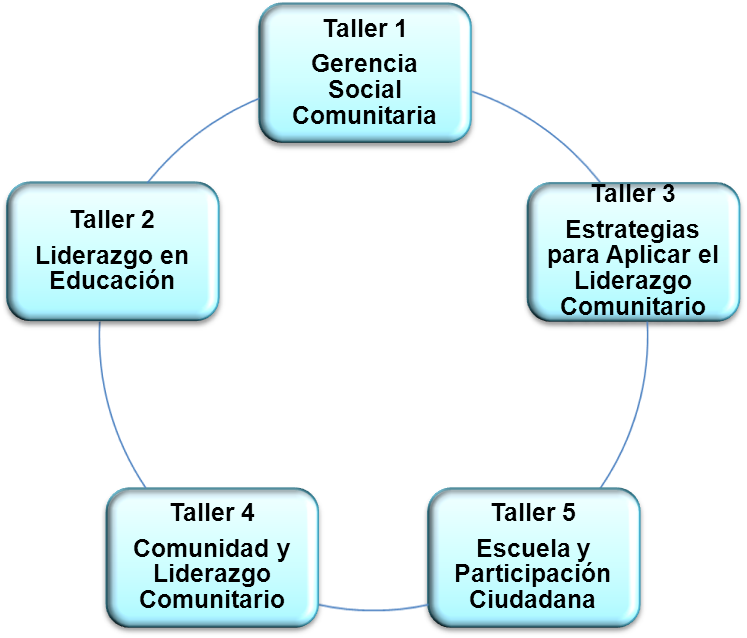 Taller 1
Gerencia
Social
Comunitaria
Taller 2
Liderazgo en
Educación
Taller 3
Estrategias
para Aplicar el
Liderazgo
Comunitario
Taller 4
Comunidad y
Liderazgo
Comunitario
Taller 5
Escuela y
Participación
Ciudadana